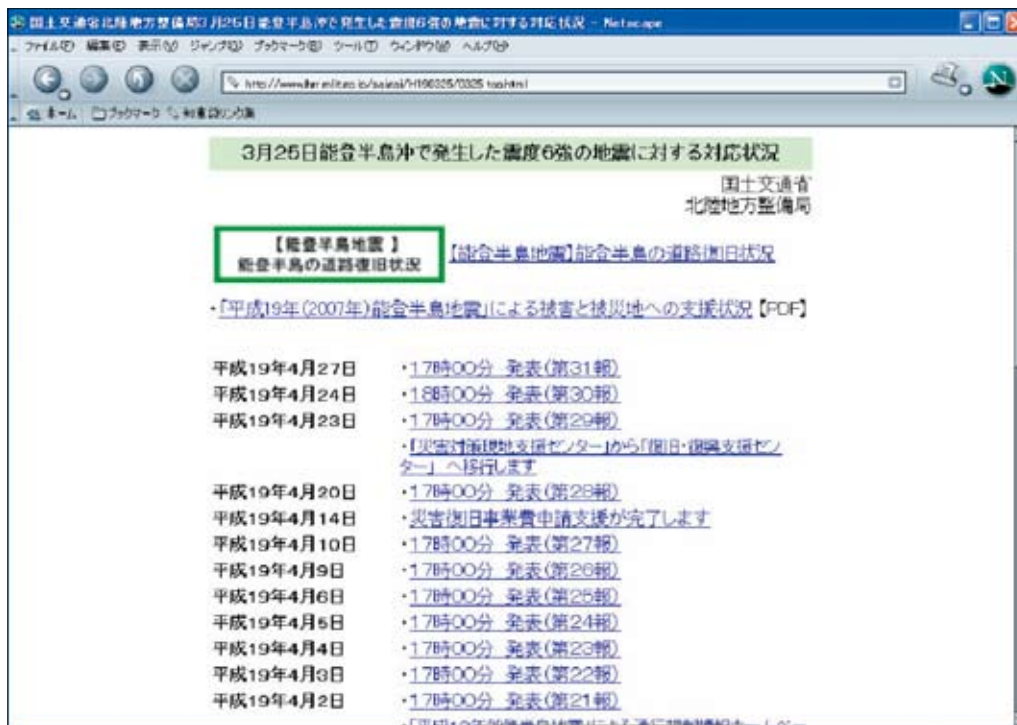 国土交通省北陸地方整備局3月25日能登半島沖で発生した震度6強の地震に対する対応状況 - Netscape
ファイル(F) 編集(E) 表示(V) ジャンプ(G) ブックマーク(B) ツール(T) ウィンドウ(W) ヘルプ(H)
ホーム ブックマーク
3月25日能登半島沖で発生した震度6強の地震に対する対応状況
国土交通省
北陸地方整備局
【能登半島地震 】
能登半島の道路復旧状況
【能登半島地震】能登半島の道路復旧状況
・「平成19年(2007年)能登半島地震」による被害と被災地への支援状況【PDF】
平成19年4月27日 ・17時00分 発表(第31報)
平成19年4月24日 ・18時00分 発表(第30報)
平成19年4月23日 ・17時00分 発表(第29報)
・「災害対策現地支援センター」から「復旧・復興支援セン
ター」 へ移行します
平成19年4月20日 ・17時00分 発表(第28報)
平成19年4月14日 ・災害復旧事業費申請支援が完了します
平成19年4月10日 ・17時00分 発表(第27報)
平成19年4月9日 ・17時00分 発表(第26報)
平成19年4月6日 ・17時00分 発表(第25報)
平成19年4月5日 ・17時00分 発表(第24報)
平成19年4月4日 ・17時00分 発表(第23報)
平成19年4月3日 ・17時00分 発表(第22報)
平成19年4月2日 ・17時00分 発表(第21報)